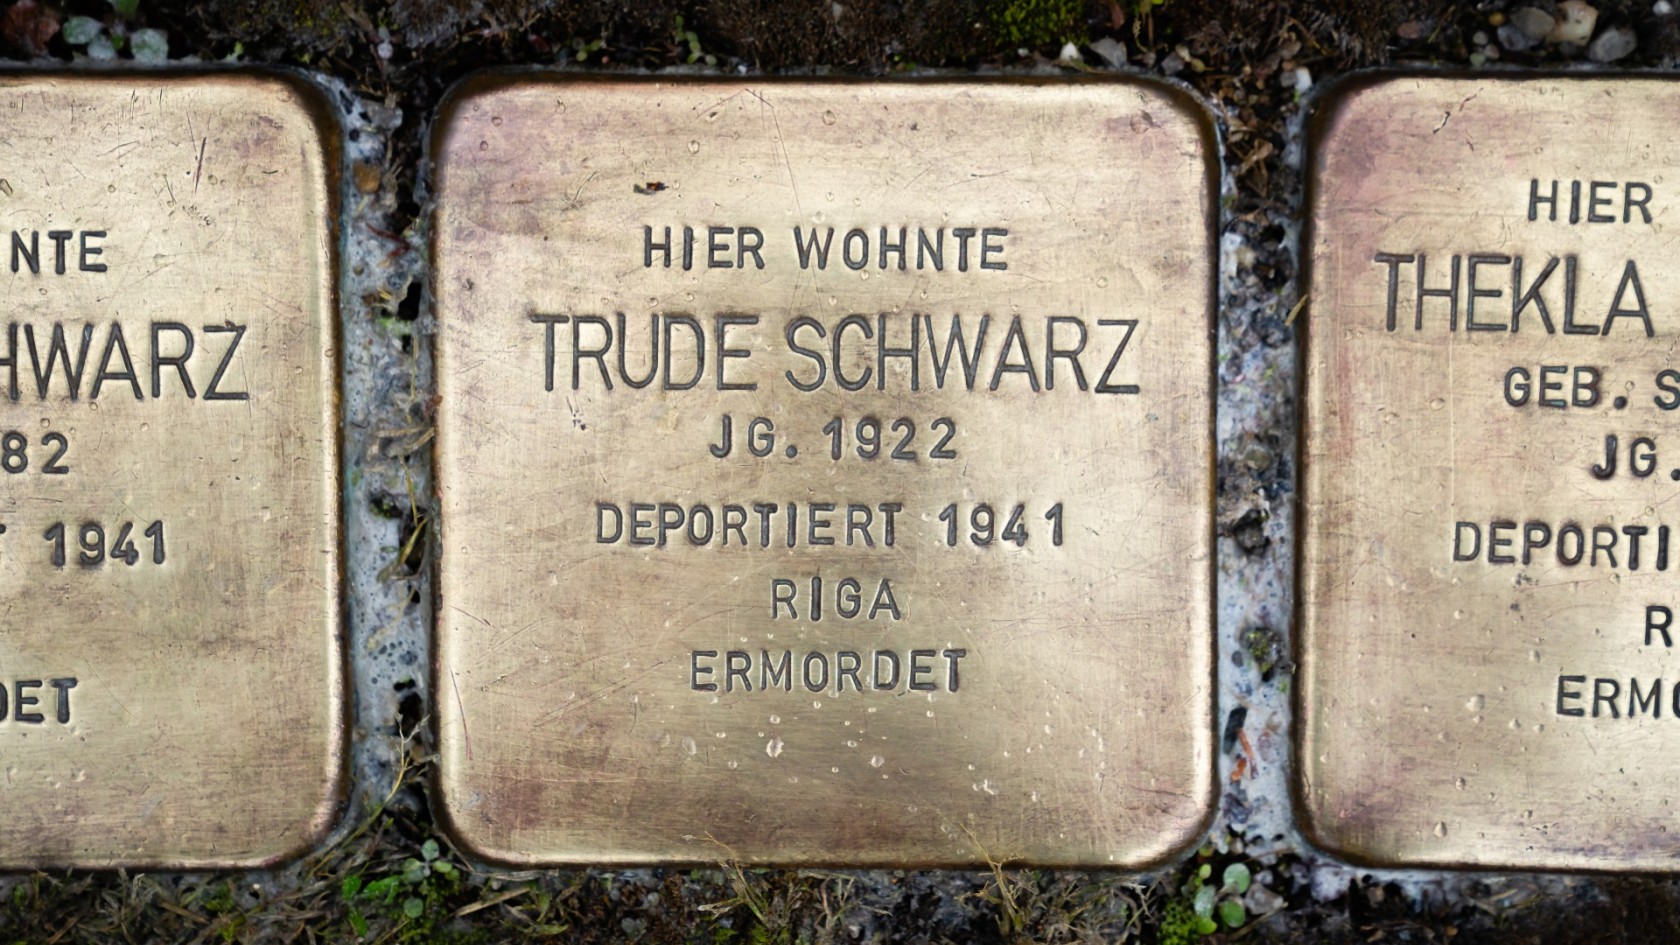 NTE
HWARZ
82
1941
DET
HIER WOHNTE
TRUDE SCHWARZ
JG. 1922
DEPORTIERT 1941
RIGA
ERMORDET
HIER
THEKLA
GEB. S
JG.
DEPORTI
R
ERMO